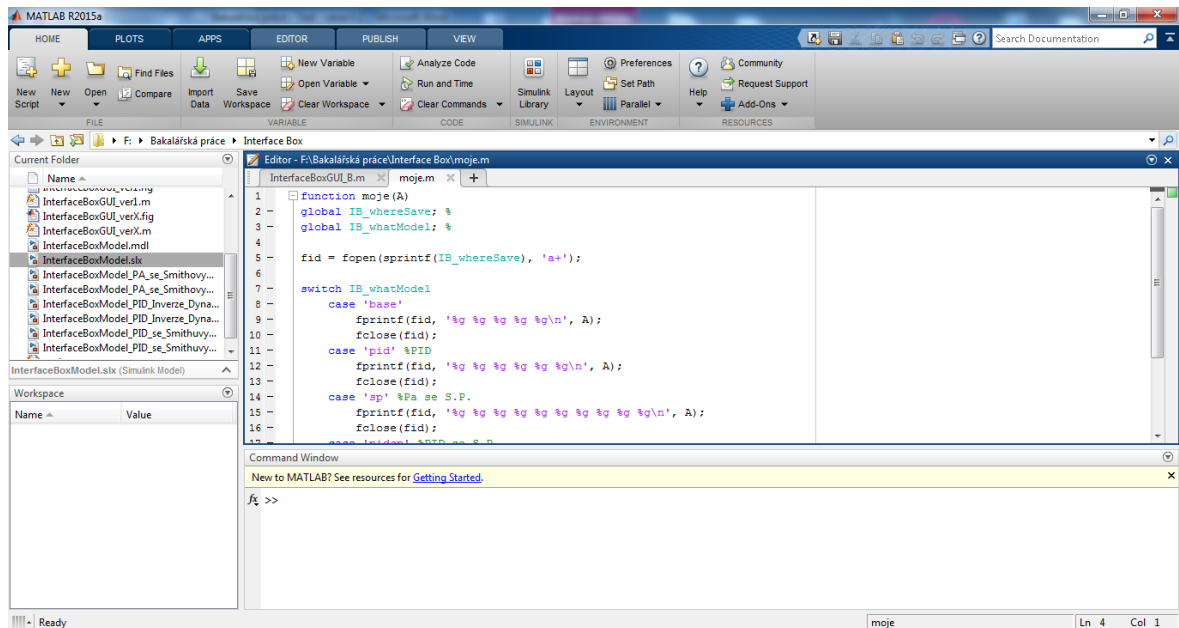 MATLAB R2015a
HOME PLOTS APPS EDITOR PUBLISH VIEW Search Documentation
New Script New Open Find Files Compare Import Data Save Workspace New Variable Open Variable Clear Workspace Analyze Code Run and Time Clear Commands Simulink Library Layout Preferences Set Path Parallel Help Community Request Support Add-Ons
FILE VARIABLE CODE SIMULINK ENVIRONMENT RESOURCES
F: Bakalářská práce Interface Box
Current Folder
Name
InterfaceBoxGUI_ver1.fig
InterfaceBoxGUI_ver1.m
InterfaceBoxGUI_verX.fig
InterfaceBoxGUI_verX.m
InterfaceBoxModel.mdl
InterfaceBoxModel.slx
InterfaceBoxModel_PA_se_Smithovy...
InterfaceBoxModel_PA_se_Smithovy...
InterfaceBoxModel_PID_Inverze_Dyna...
InterfaceBoxModel_PID_Inverze_Dyna...
InterfaceBoxModel_PID_se_Smithuvy...
InterfaceBoxModel_PID_se_Smithuvy...
InterfaceBoxModel.slx (Simulink Model)
Workspace
Name Value
Editor - F:\Bakalářská práce\Interface Box\moje.m
InterfaceBoxGUI_B.m moje.m +
1 function moje(A)
2 – global IB_whereSave; %
3 – global IB_whatModel; %
4
5 – fid = fopen(sprintf(IB_whereSave), 'a+');
6
7 – switch IB_whatModel
8 – case 'base'
9 – fprintf(fid, '%g %g %g %g %g\n', A);
10 – fclose(fid);
11 – case 'pid' %PID
12 – fprintf(fid, '%g %g %g %g %g %g\n', A);
13 – fclose(fid);
14 – case 'sp' %Pa se S.P.
15 – fprintf(fid, '%g %g %g %g %g %g %g %g %g\n', A);
16 – fclose(fid);
17 – case 'pidsp' %PID se S.P.
Command Window
New to MATLAB? See resources for Getting Started.
fx >>
Ready moje Ln 4 Col 1